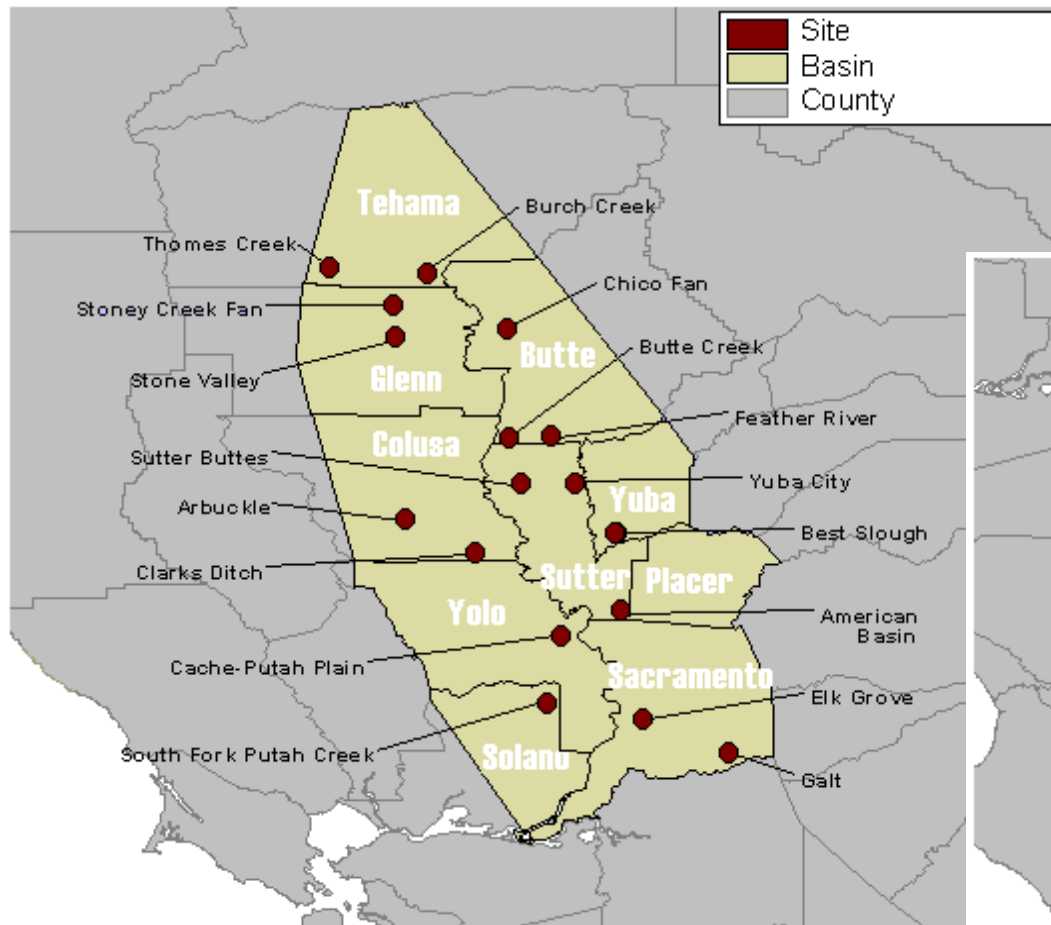 Site
Basin
County
Tehama
Burch Creek
Thomes Creek
Chico Fan
Stoney Creek Fan
Butte Creek
Butte
Stone Valley
Glenn
Feather River
Colusa
Sutter Buttes
Yuba City
Yuba
Arbuckle
Best Slough
Clarks Ditch
Sutter
Placer
Yolo
American
Basin
Cache-Putah Plain
Sacramento
Elk Grove
South Fork Putah Creek
Solano
Galt